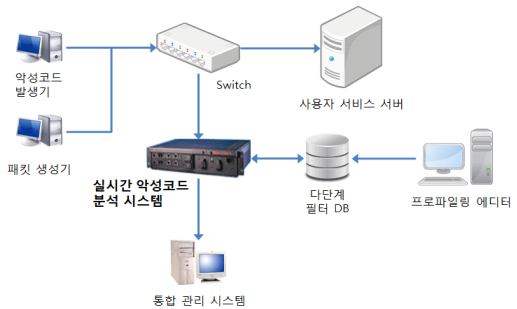 악성코드
발생기
Switch
사용자 서비스 서버
패킷 생성기
실시간 악성코드
분석 시스템
다단계
필터 DB
프로파일링 에디터
통합 관리 시스템